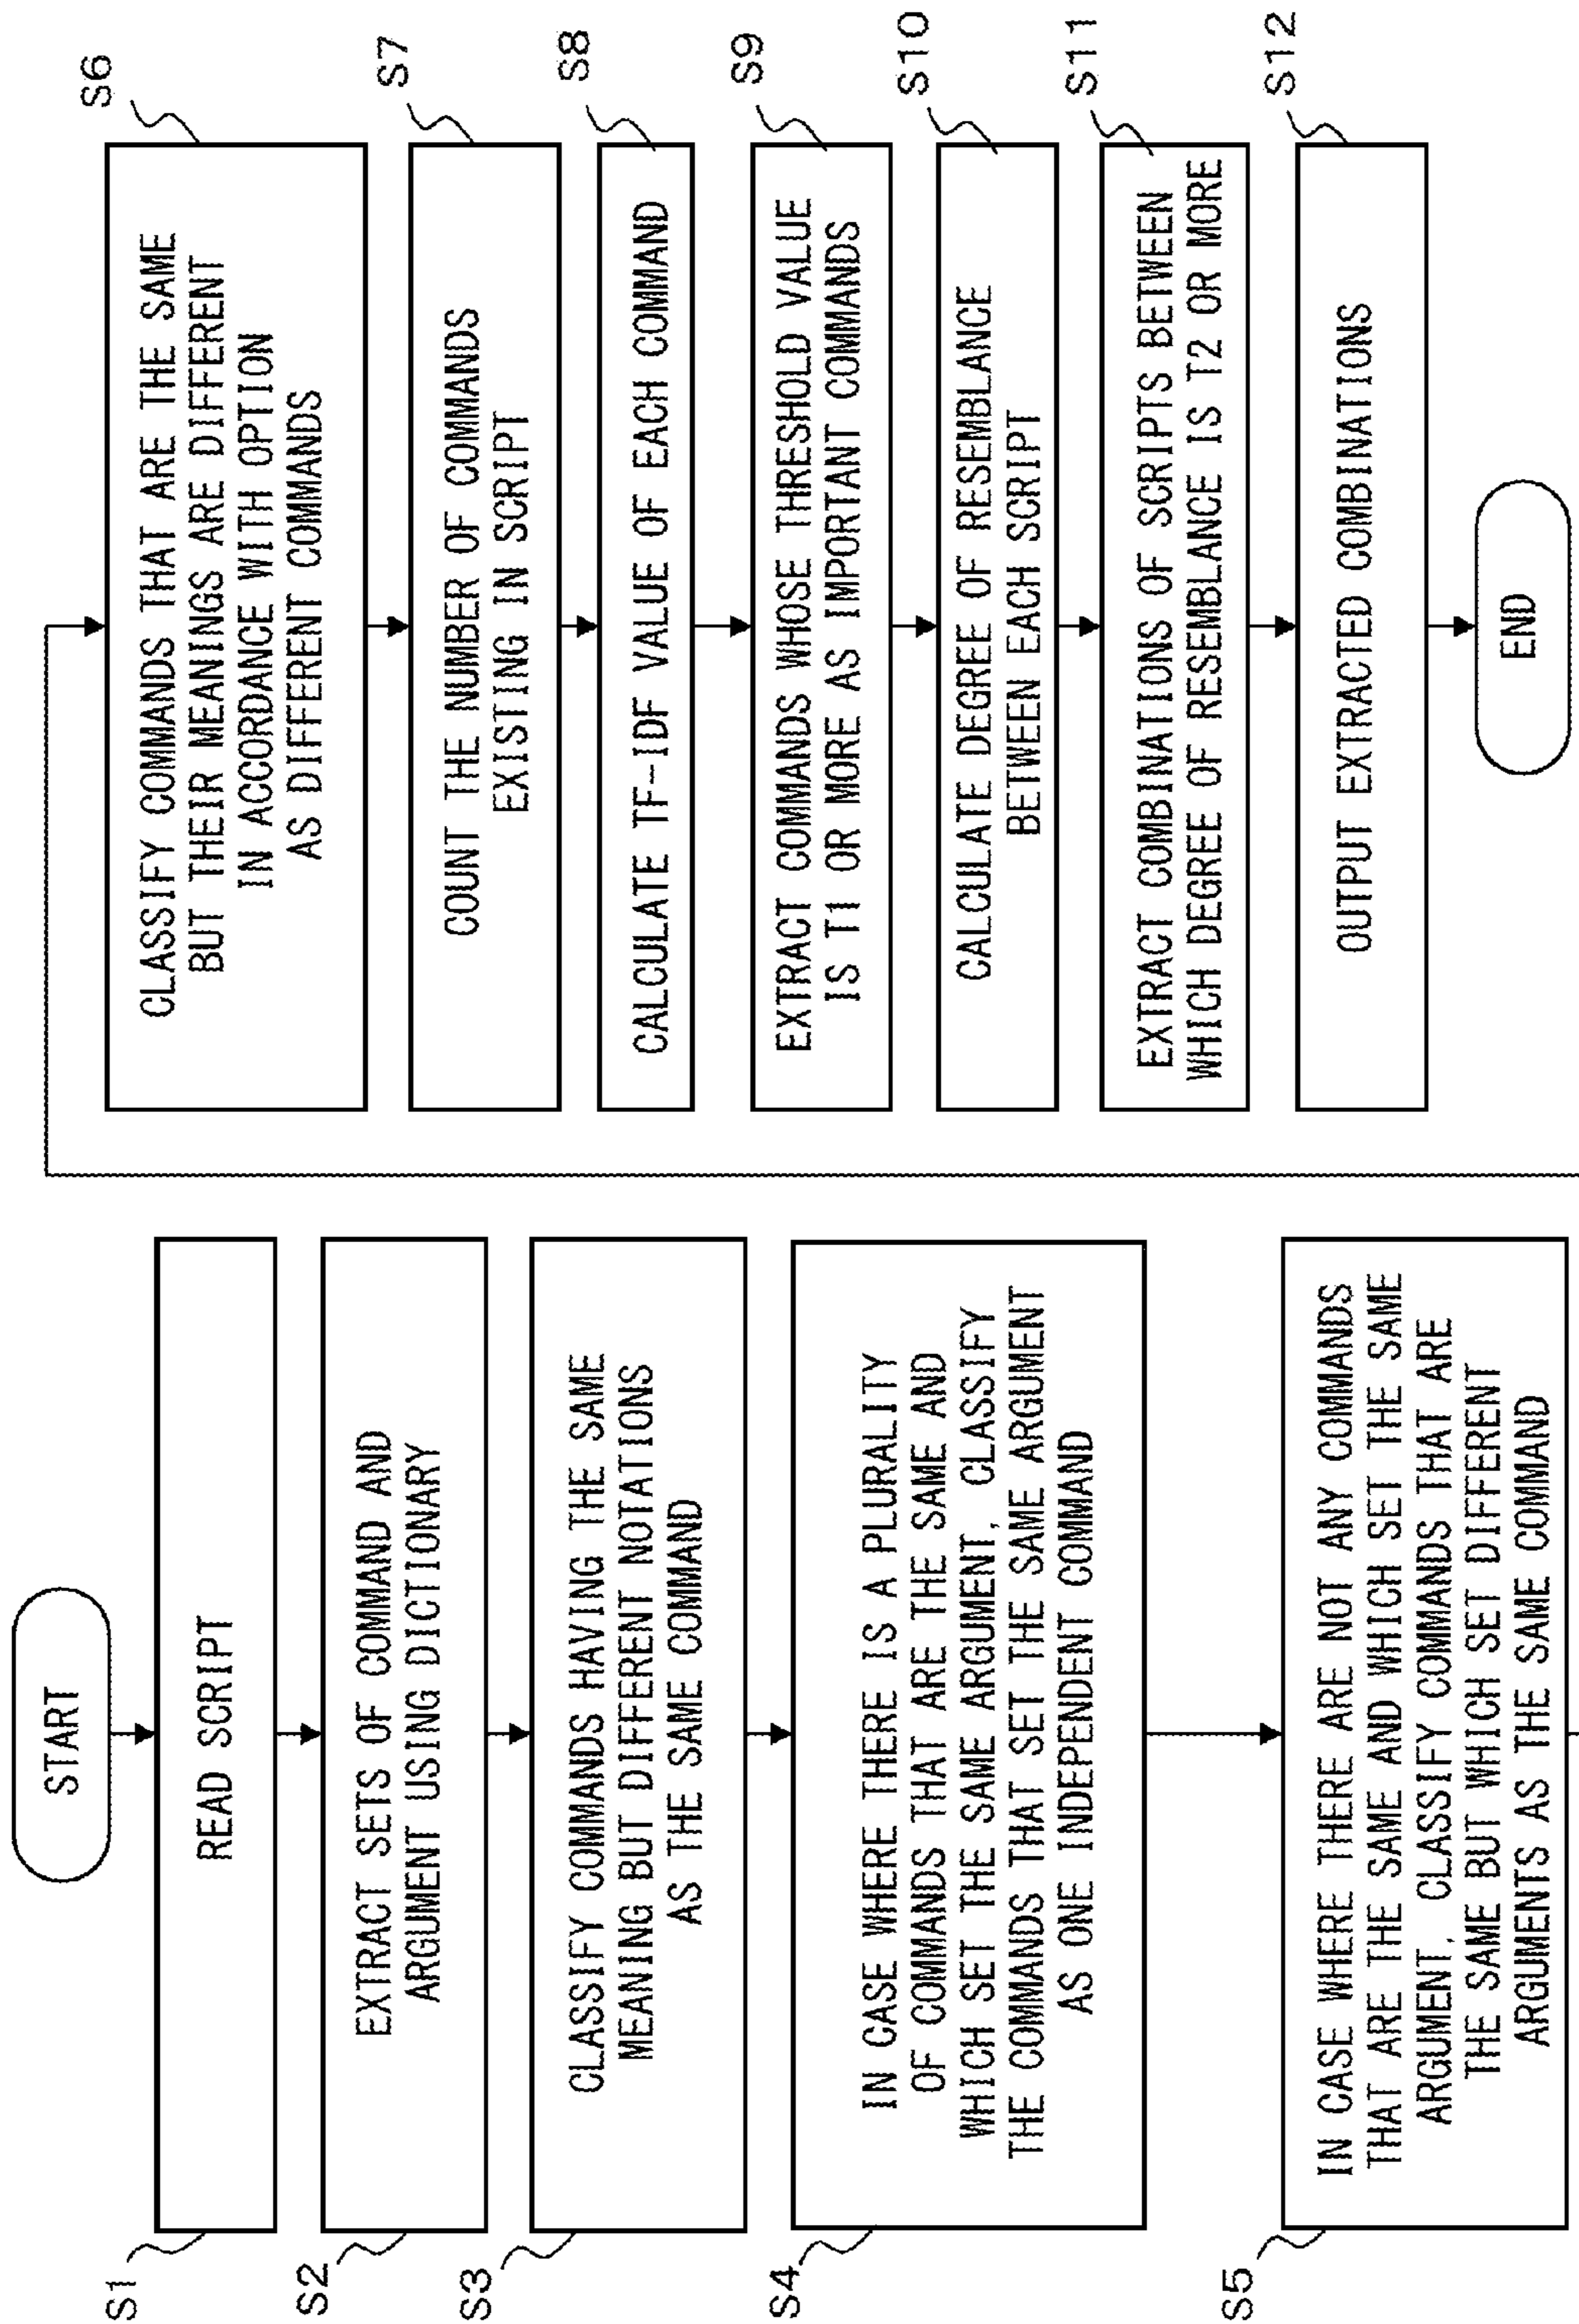 START
S1
READ SCRIPT
S2
EXTRACT SETS OF COMMAND AND
ARGUMENT USING DICTIONARY
S3
CLASSIFY COMMANDS HAVING THE SAME
MEANING BUT DIFFERENT NOTATIONS
AS THE SAME COMMAND
S4
IN CASE WHERE THERE IS A PLURALITY
OF COMMANDS THAT ARE THE SAME AND
WHICH SET THE SAME ARGUMENT, CLASSIFY
THE COMMANDS THAT SET THE SAME ARGUMENT
AS ONE INDEPENDENT COMMAND
S5
IN CASE WHERE THERE ARE NOT ANY COMMANDS
THAT ARE THE SAME AND WHICH SET THE SAME
ARGUMENT, CLASSIFY COMMANDS THAT ARE
THE SAME BUT WHICH SET DIFFERENT
ARGUMENTS AS THE SAME COMMAND
S6
CLASSIFY COMMANDS THAT ARE THE SAME
BUT THEIR MEANINGS ARE DIFFERENT
IN ACCORDANCE WITH OPTION
AS DIFFERENT COMMANDS
S7
COUNT THE NUMBER OF COMMANDS
EXISTING IN SCRIPT
S8
CALCULATE TF-IDF VALUE OF EACH COMMAND
S9
EXTRACT COMMANDS WHOSE THRESHOLD VALUE
IS T1 OR MORE AS IMPORTANT COMMANDS
S10
CALCULATE DEGREE OF RESEMBLANCE
BETWEEN EACH SCRIPT
S11
EXTRACT COMBINATIONS OF SCRIPTS BETWEEN
WHICH DEGREE OF RESEMBLANCE IS T2 OR MORE
S12
OUTPUT EXTRACTED COMBINATIONS
END